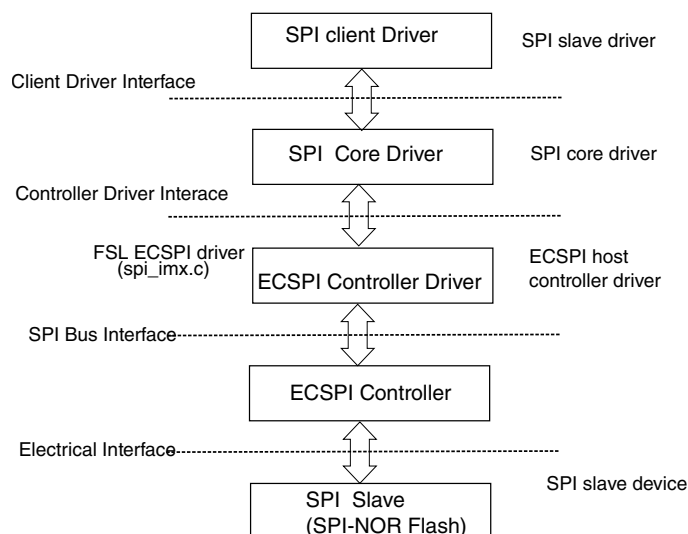 SPI client Driver
SPI slave driver
Client Driver Interface
SPI Core Driver
SPI core driver
Controller Driver Interace
FSL ECSPI driver
(spi_imx.c)
ECSPI Controller Driver
ECSPI host
controller driver
SPI Bus Interface
ECSPI Controller
Electrical Interface
SPI Slave
(SPI-NOR Flash)
SPI slave device